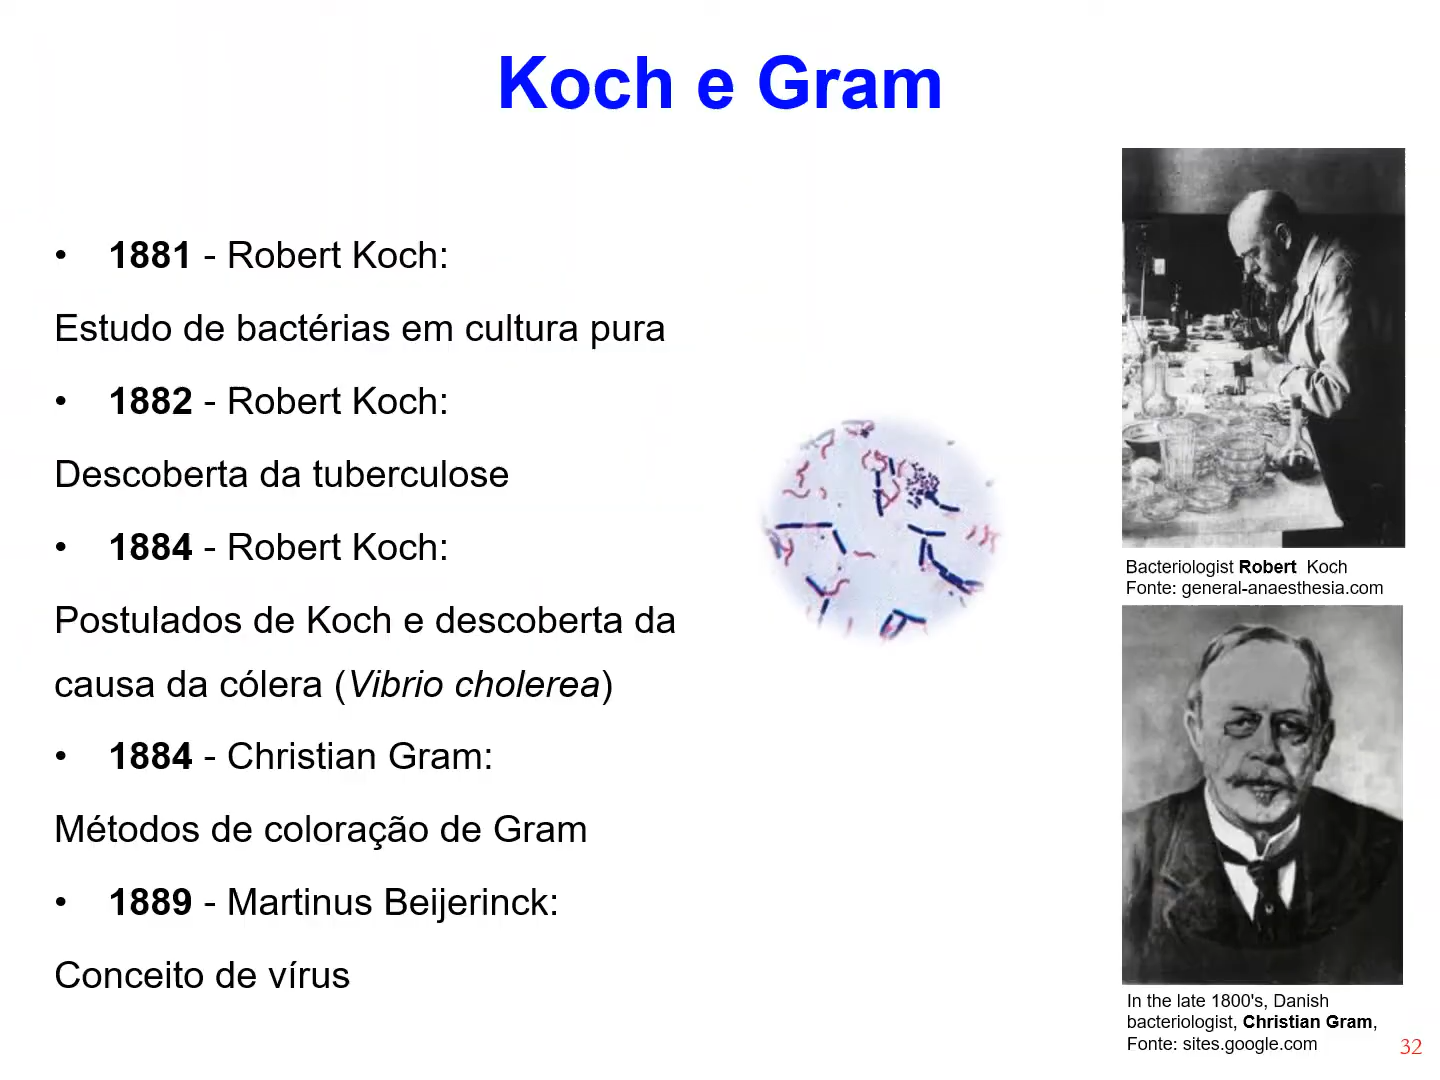 Koch e Gram
• 1881 - Robert Koch:
Estudo de bactérias em cultura pura
• 1882 - Robert Koch:
Descoberta da tuberculose
• 1884 - Robert Koch:
Postulados de Koch e descoberta da
causa da cólera (Vibrio cholerea)
• 1884 - Christian Gram:
Métodos de coloração de Gram
• 1889 - Martinus Beijerinck:
Conceito de vírus
Bacteriologist Robert Koch
Fonte: general-anaesthesia.com
In the late 1800's, Danish
bacteriologist, Christian Gram,
Fonte: sites.google.com
32